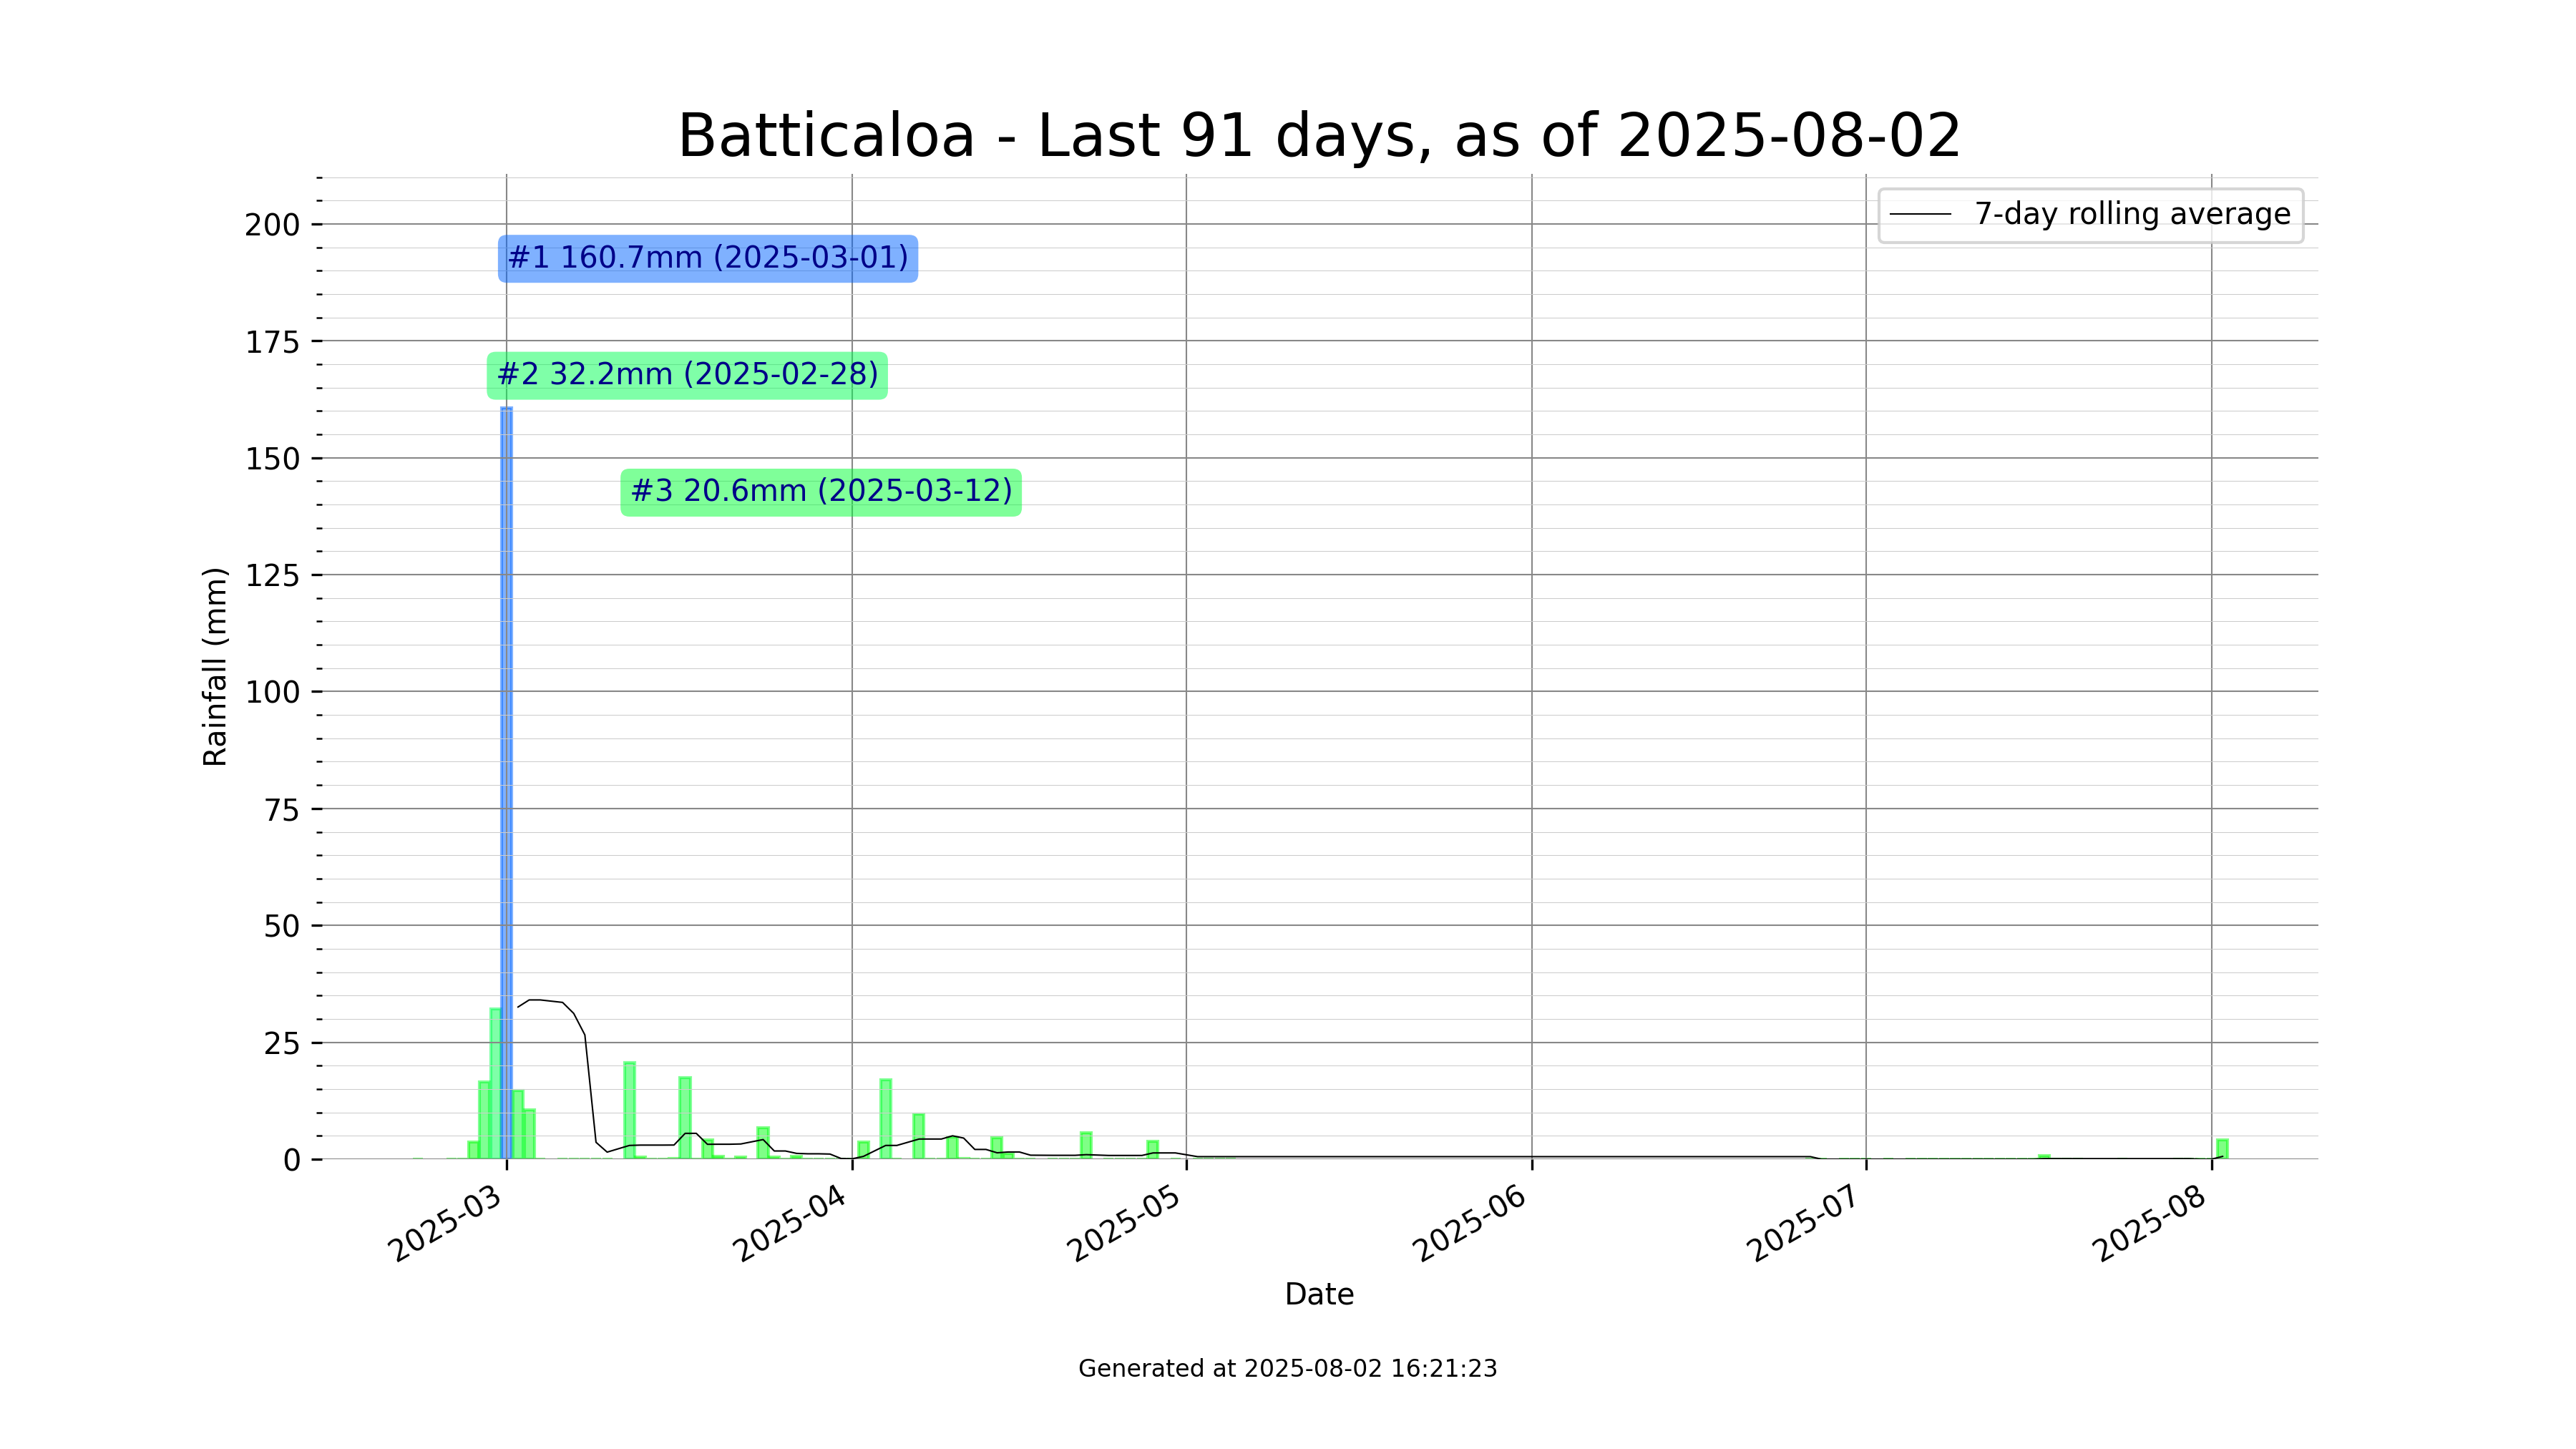 Batticaloa - Last 91 days, as of 2025-08-02
7-day rolling average
#1 160.7mm (2025-03-01)
#2 32.2mm (2025-02-28)
#3 20.6mm (2025-03-12)
Rainfall (mm)
200
175
150
125
100
75
50
25
0
2025-03
2025-04
2025-05
2025-06
2025-07
2025-08
Date
Generated at 2025-08-02 16:21:23